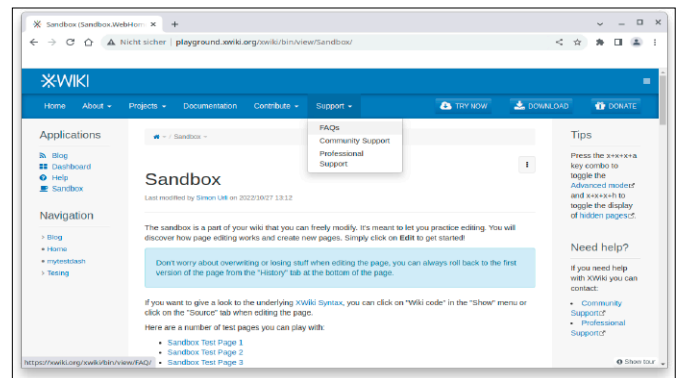 Sandbox (Sandbox.WebHom
Nicht sicher | playground.xwiki.org/xwiki/bin/view/Sandbox/
XWIKI
Home About Projects Documentation Contribute Support TRY NOW DOWNLOAD DONATE
FAQs
Community Support
Professional
Support
Applications
Blog
Dashboard
Help
Sandbox
Navigation
Blog
Home
mytestdash
Tesing
/ Sandbox
Sandbox
Last modified by Simon Urli on 2022/10/27 13:12
The sandbox is a part of your wiki that you can freely modify. It's meant to let you practice editing. You will
discover how page editing works and create new pages. Simply click on Edit to get started!
Don't worry about overwriting or losing stuff when editing the page, you can always roll back to the first
version of the page from the "History" tab at the bottom of the page.
If you want to give a look to the underlying XWiki Syntax, you can click on "Wiki code" in the "Show" menu or
click on the "Source" tab when editing the page.
Here are a number of test pages you can play with:
Sandbox Test Page 1
Sandbox Test Page 2
Sandbox Test Page 3
Tips
Press the x+x+x+a
key combo to
toggle the
Advanced mode
and x+x+x+h to
toggle the display
of hidden pages.
Need help?
If you need help
with XWiki you can
contact:
Community
Support
Professional
Support
https://xwiki.org/xwiki/bin/view/FAQ/
Show tour